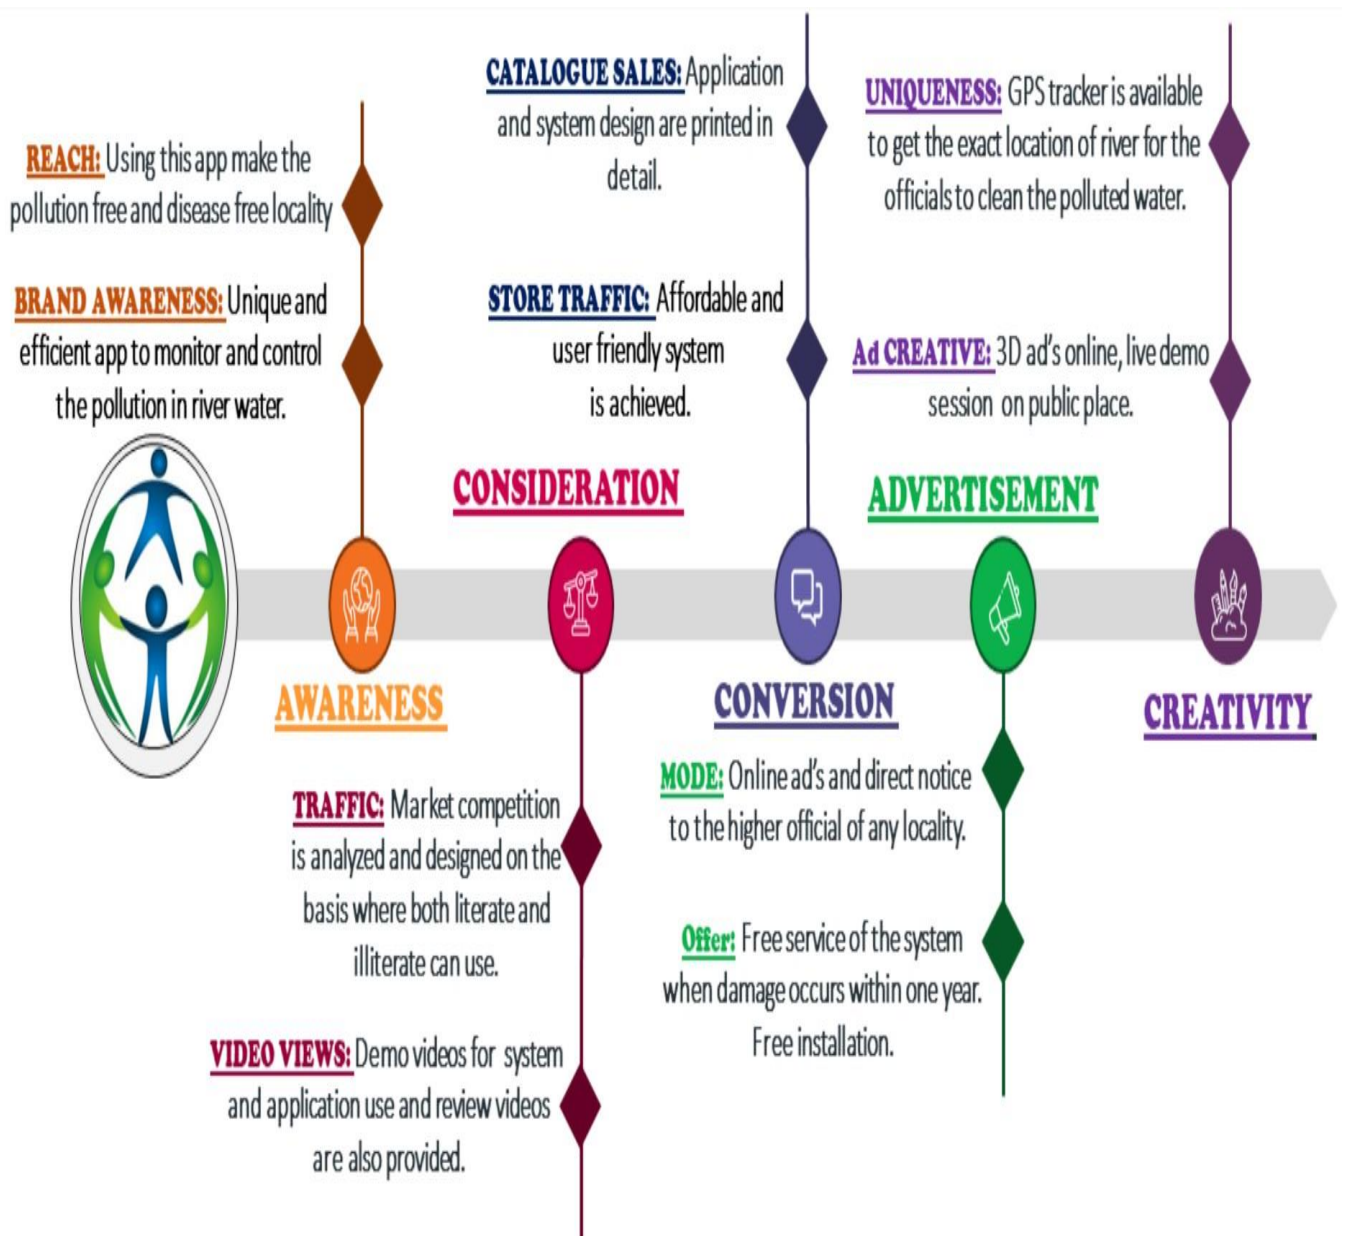 REACH: Using this app make the
pollution free and disease free locality
BRAND AWARENESS: Unique and
efficient app to monitor and control
the pollution in river water.
AWARENESS
CONSIDERATION
TRAFFIC: Market competition
is analyzed and designed on the
basis where both literate and
illiterate can use.
VIDEO VIEWS: Demo videos for system
and application use and review videos
are also provided.
CATALOGUE SALES: Application
and system design are printed in
detail.
STORE TRAFFIC: Affordable and
user friendly system
is achieved.
CONVERSION
ADVERTISEMENT
MODE: Online ad's and direct notice
to the higher official of any locality.
Offer: Free service of the system
when damage occurs within one year.
Free installation.
UNIQUENESS: GPS tracker is available
to get the exact location of river for the
officials to clean the polluted water.
Ad CREATIVE: 3D ad's online, live demo
session on public place.
CREATIVITY